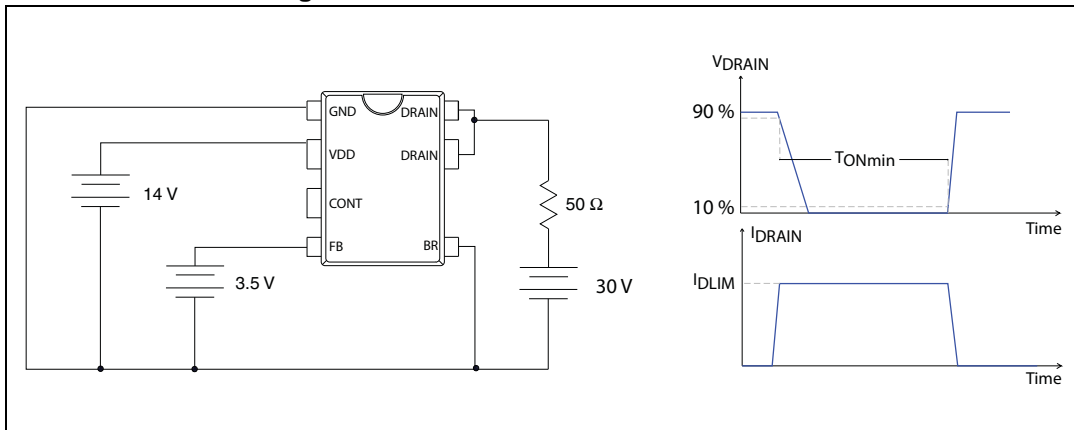 GND
DRAIN
VDD
DRAIN
CONT
FB
BR
14 V
3.5 V
50 Ω
30 V
VDRAIN
90 %
TONmin
10 %
Time
IDRAIN
IDLIM
Time